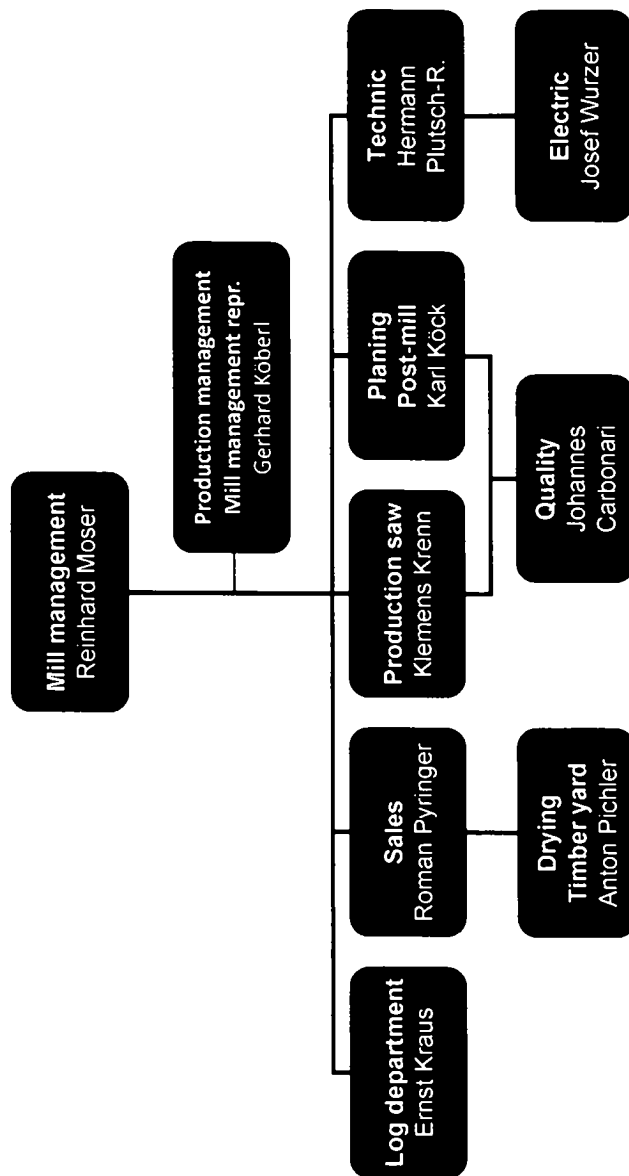 Mill management
Reinhard Moser
Production management
Mill management repr.
Gerhard Köberl
Log department
Ernst Kraus
Sales
Roman Pyringer
Production saw
Klemens Krenn
Planing
Post-mill
Karl Köck
Technic
Hermann
Plutsch-R.
Drying
Timber yard
Anton Pichler
Quality
Johannes
Carbonari
Electric
Josef Wurzer